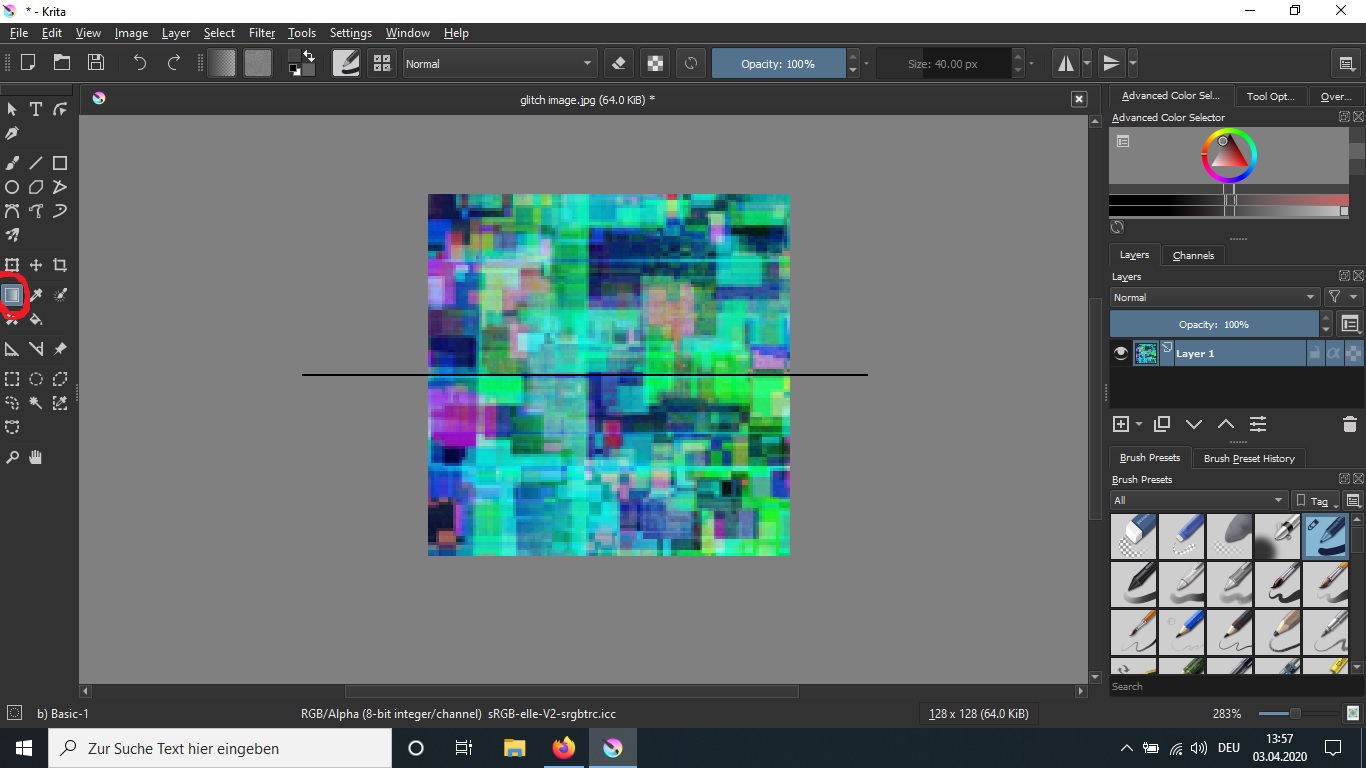 * - Krita
File Edit View Image Layer Select Filter Tools Settings Window Help
Normal Opacity: 100% Size: 40.00 px
glitch image.jpg (64.0 KiB) *
Advanced Color Sel... Tool Opt... Over...
Advanced Color Selector
Layers Channels
Layers
Normal
Opacity: 100%
Layer 1
Brush Presets Brush Preset History
Brush Presets
All Tag
Search
b) Basic-1 RGB/Alpha (8-bit integer/channel) sRGB-elle-V2-srgbtrc.icc 128 x 128 (64.0 KiB) 283%
Zur Suche Text hier eingeben DEU 13:57
03.04.2020